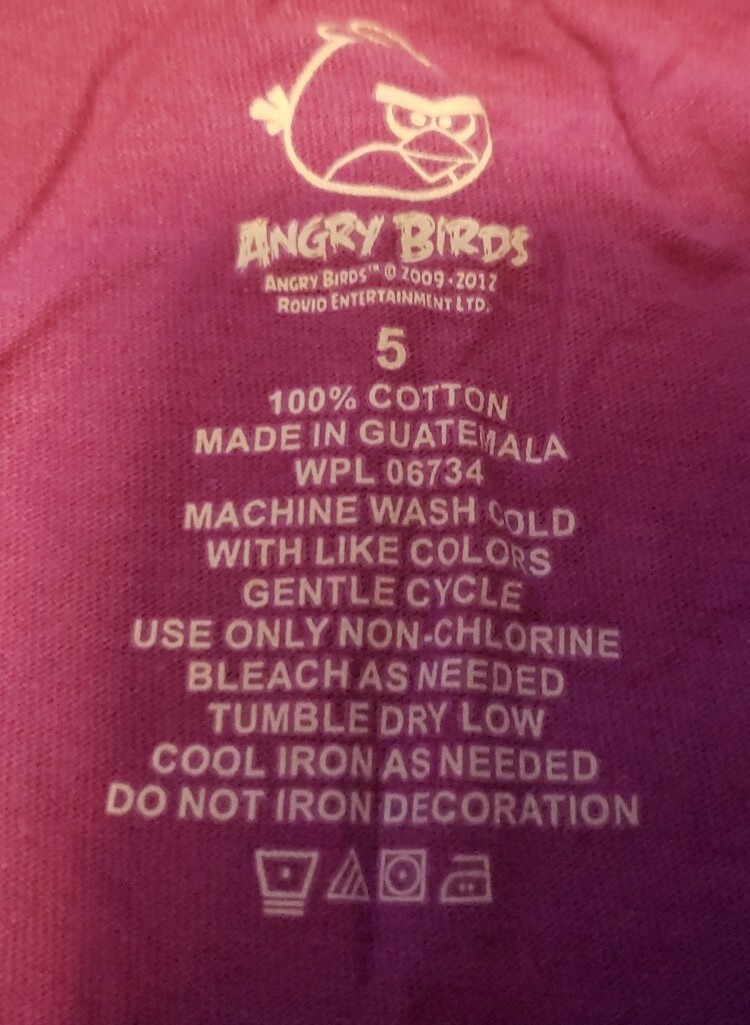 ANGRY BIRDS
ANGRY BIRDS™ © 2009-2012
ROVIO ENTERTAINMENT LTD.
5
100% COTTON
MADE IN GUATEMALA
WPL 06734
MACHINE WASH COLD
WITH LIKE COLORS
GENTLE CYCLE
USE ONLY NON-CHLORINE
BLEACH AS NEEDED
TUMBLE DRY LOW
COOL IRON AS NEEDED
DO NOT IRON DECORATION